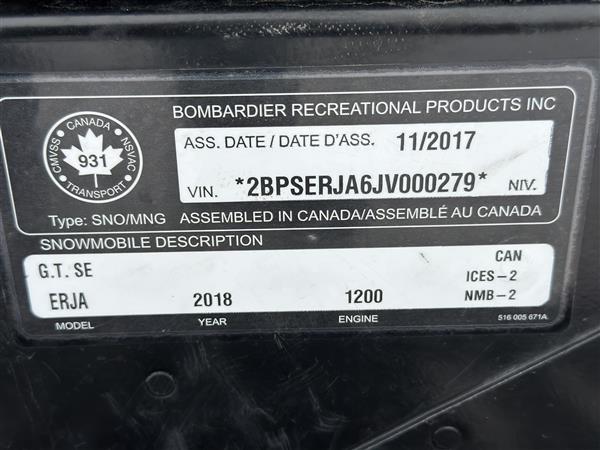 BOMBARDIER RECREATIONAL PRODUCTS INC
CANADA
CMVSS
NSVAC
931
TRANSPORT
ASS. DATE / DATE D'ASS. 11/2017
VIN. *2BPSERJA6JV000279* NIV.
Type: SNO/MNG ASSEMBLED IN CANADA/ASSEMBLÉ AU CANADA
SNOWMOBILE DESCRIPTION
G.T. SE CAN
ICES-2
ERJA 2018 1200 NMB-2
MODEL YEAR ENGINE 516 005 671A